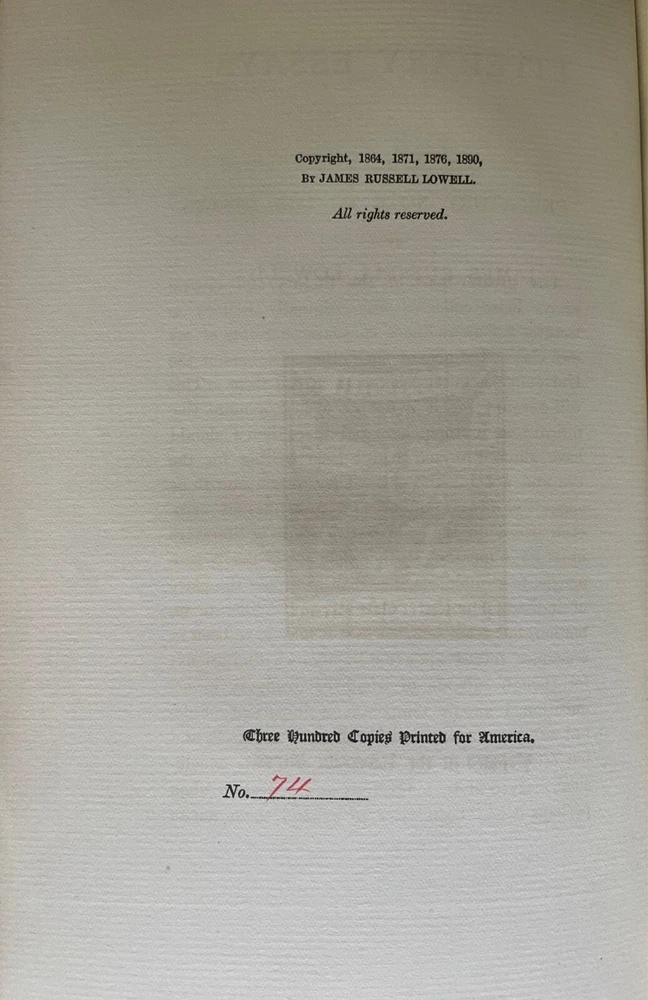 Copyright, 1864, 1871, 1876, 1890,
By JAMES RUSSELL LOWELL.
All rights reserved.
Three Hundred Copies Printed for America.
No. 74